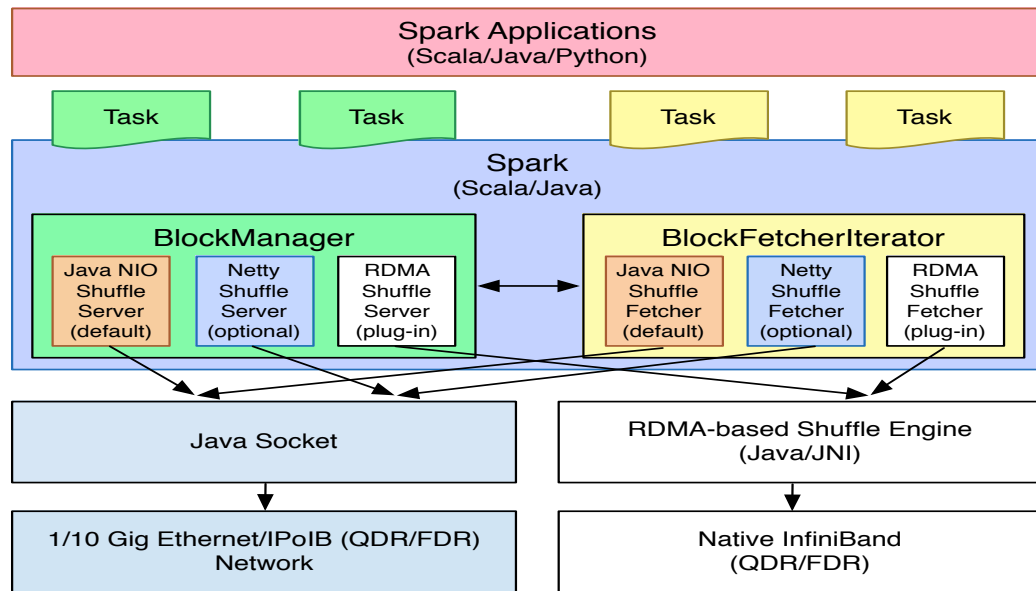 Spark Applications
(Scala/Java/Python)
Task
Task
Task
Task
Spark
(Scala/Java)
BlockManager
Java NIO
Shuffle
Server
(default)
Netty
Shuffle
Server
(optional)
RDMA
Shuffle
Server
(plug-in)
BlockFetcherIterator
Java NIO
Shuffle
Fetcher
(default)
Netty
Shuffle
Fetcher
(optional)
RDMA
Shuffle
Fetcher
(plug-in)
Java Socket
RDMA-based Shuffle Engine
(Java/JNI)
1/10 Gig Ethernet/IPoIB (QDR/FDR)
Network
Native InfiniBand
(QDR/FDR)